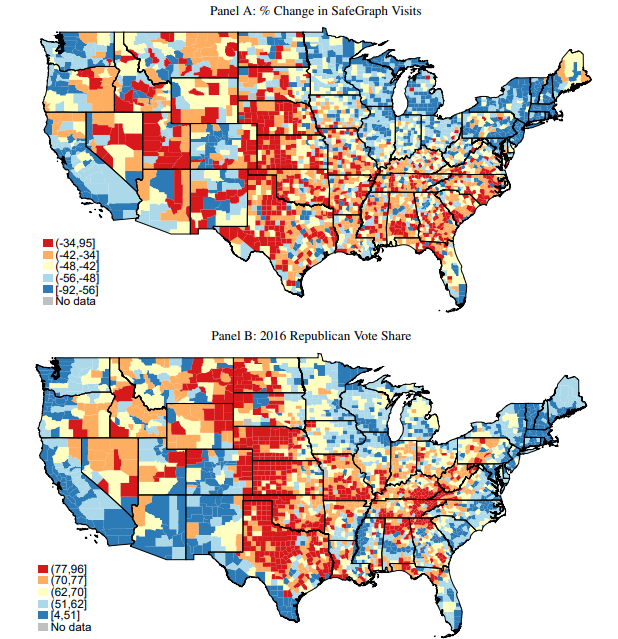 Panel A: % Change in SafeGraph Visits
(-34,95]
(-42,-34]
(-48,-42]
(-56,-48]
[-92,-56]
No data
Panel B: 2016 Republican Vote Share
(77,96]
(70,77]
(62,70]
(51,62]
[4,51]
No data